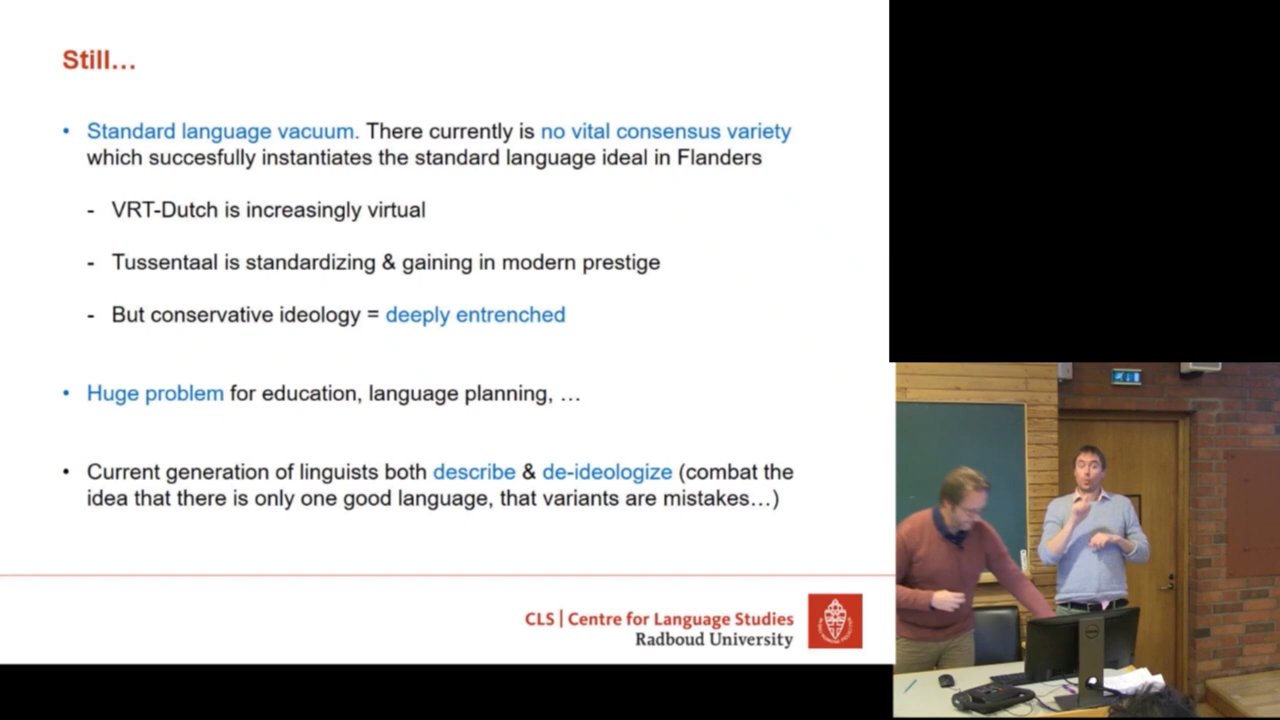 Still…
• Standard language vacuum. There currently is no vital consensus variety
which succesfully instantiates the standard language ideal in Flanders
- VRT-Dutch is increasingly virtual
- Tussentaal is standardizing & gaining in modern prestige
- But conservative ideology = deeply entrenched
• Huge problem for education, language planning, …
• Current generation of linguists both describe & de-ideologize (combat the
idea that there is only one good language, that variants are mistakes…)
CLS | Centre for Language Studies
Radboud University